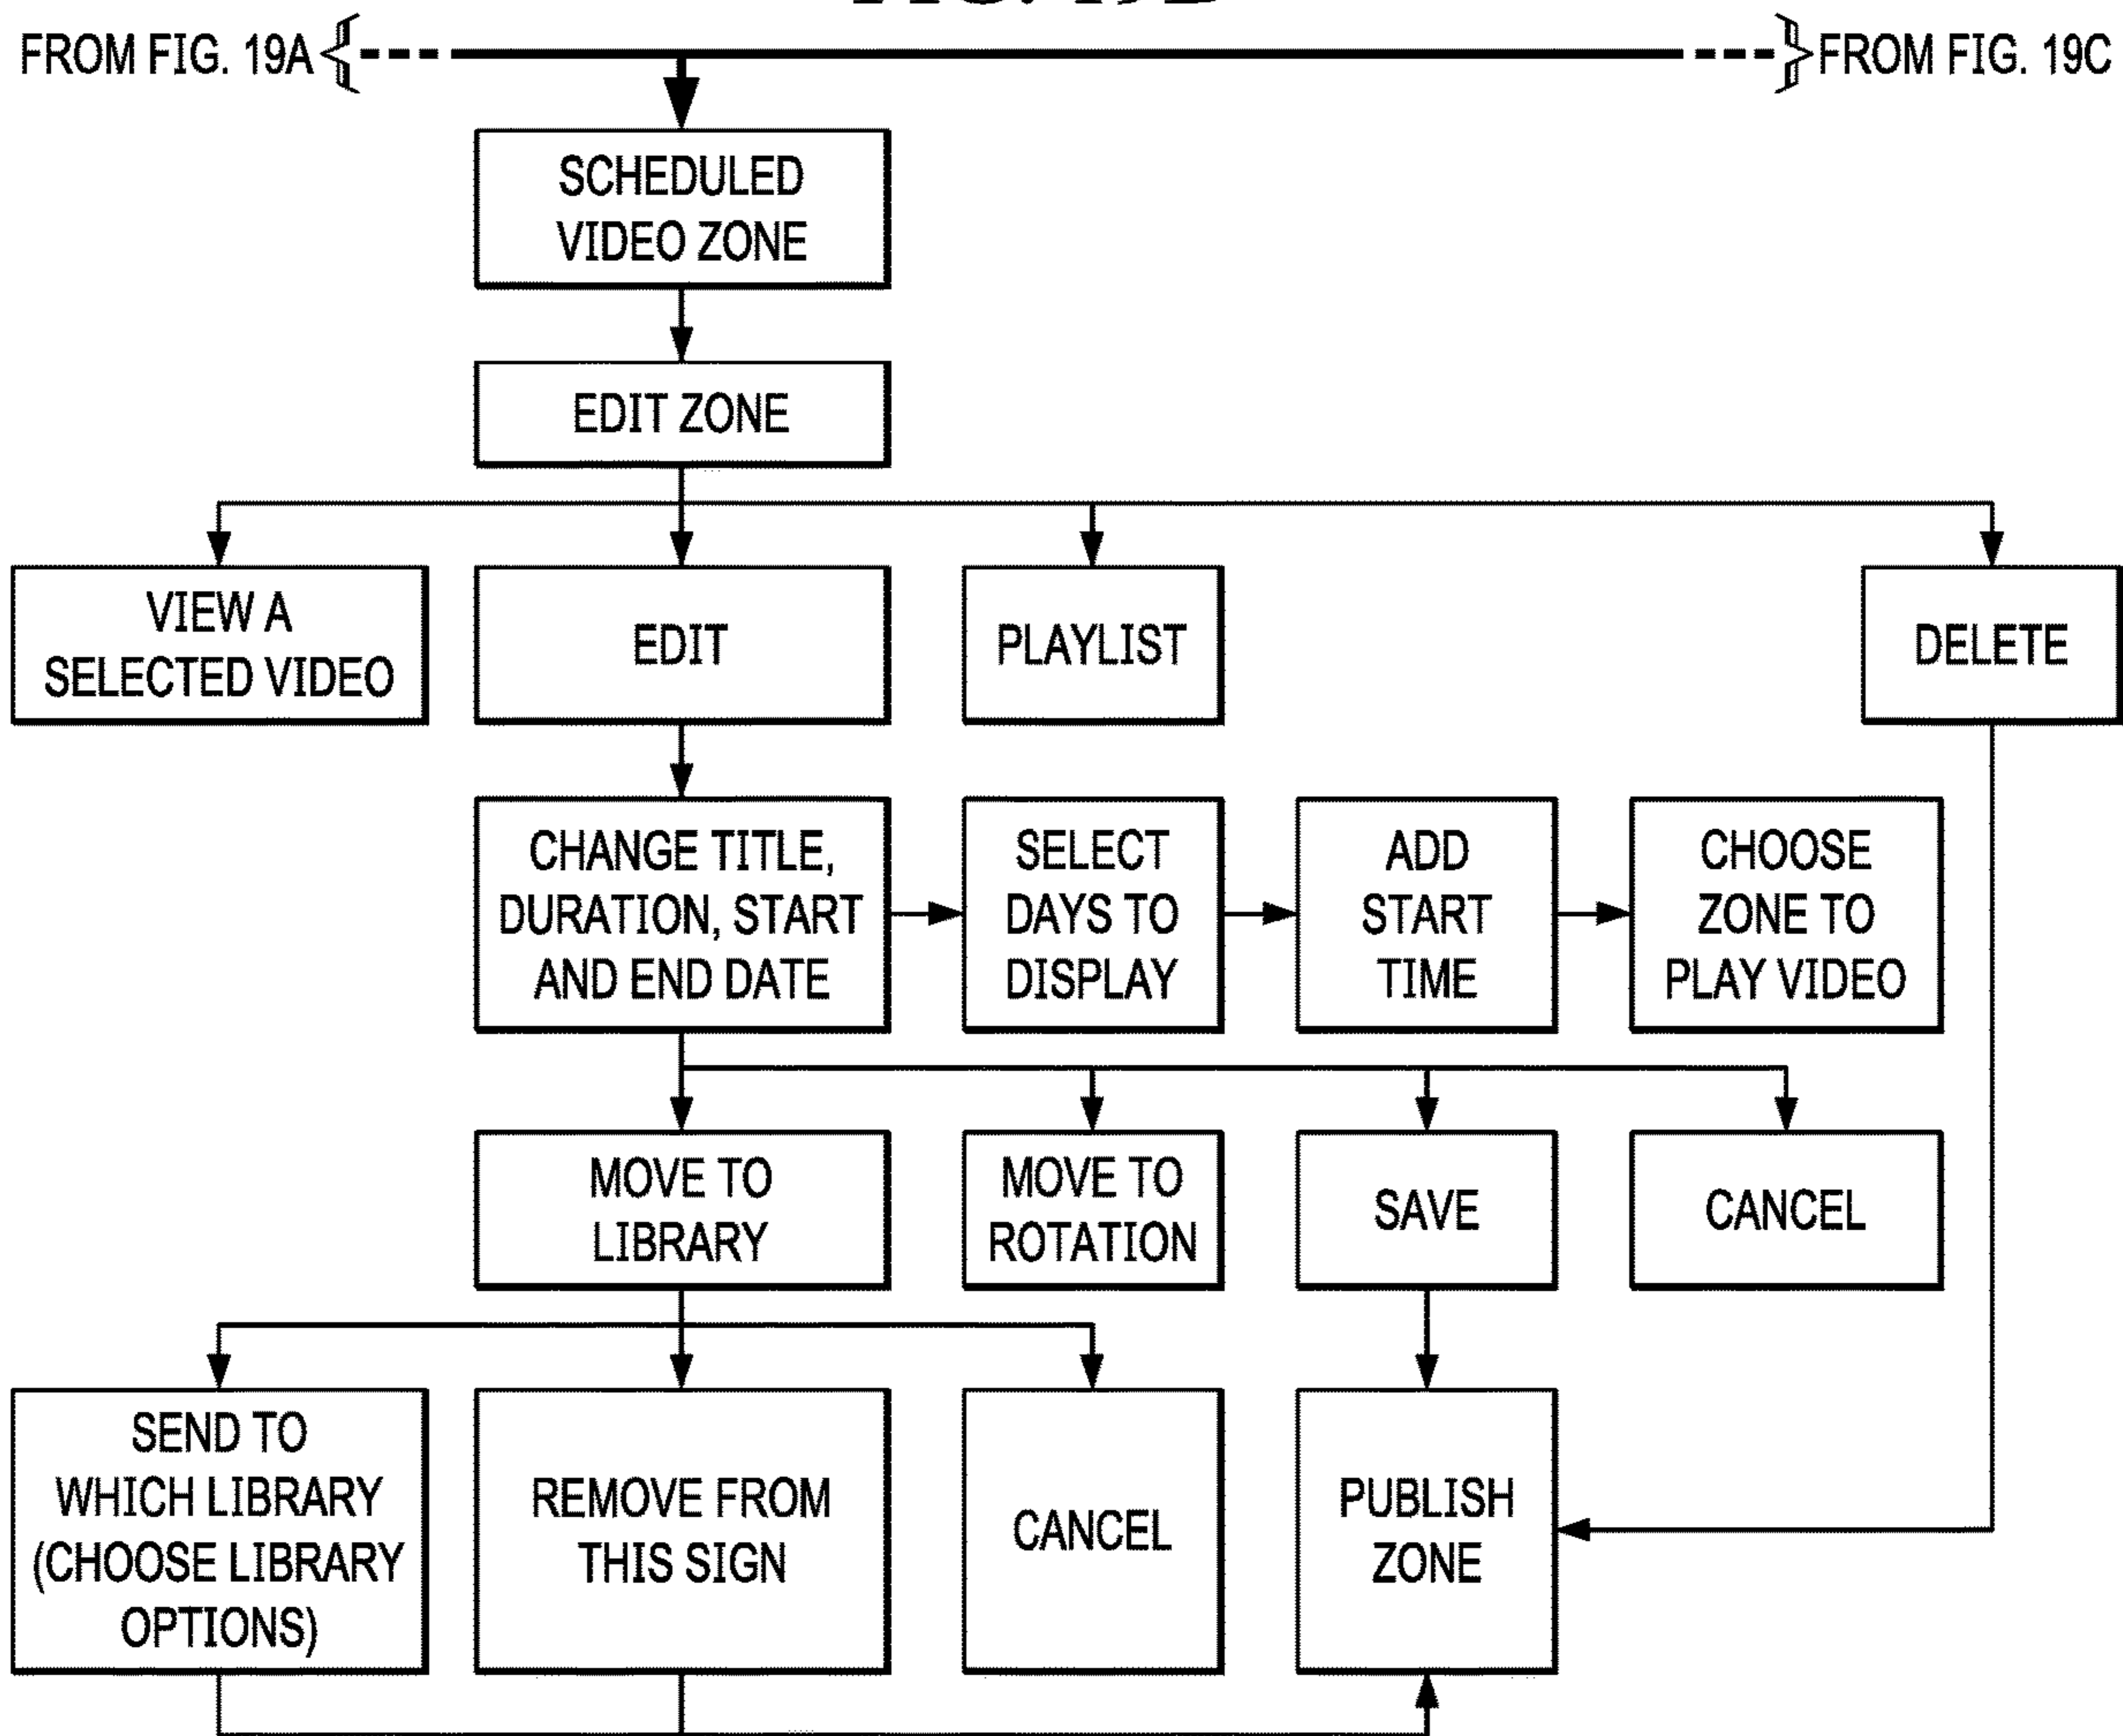 FROM FIG. 19A
FROM FIG. 19C
SCHEDULED
VIDEO ZONE
EDIT ZONE
VIEW A
SELECTED VIDEO
EDIT
PLAYLIST
DELETE
CHANGE TITLE,
DURATION, START
AND END DATE
SELECT
DAYS TO
DISPLAY
ADD
START
TIME
CHOOSE
ZONE TO
PLAY VIDEO
MOVE TO
LIBRARY
MOVE TO
ROTATION
SAVE
CANCEL
SEND TO
WHICH LIBRARY
(CHOOSE LIBRARY
OPTIONS)
REMOVE FROM
THIS SIGN
CANCEL
PUBLISH
ZONE